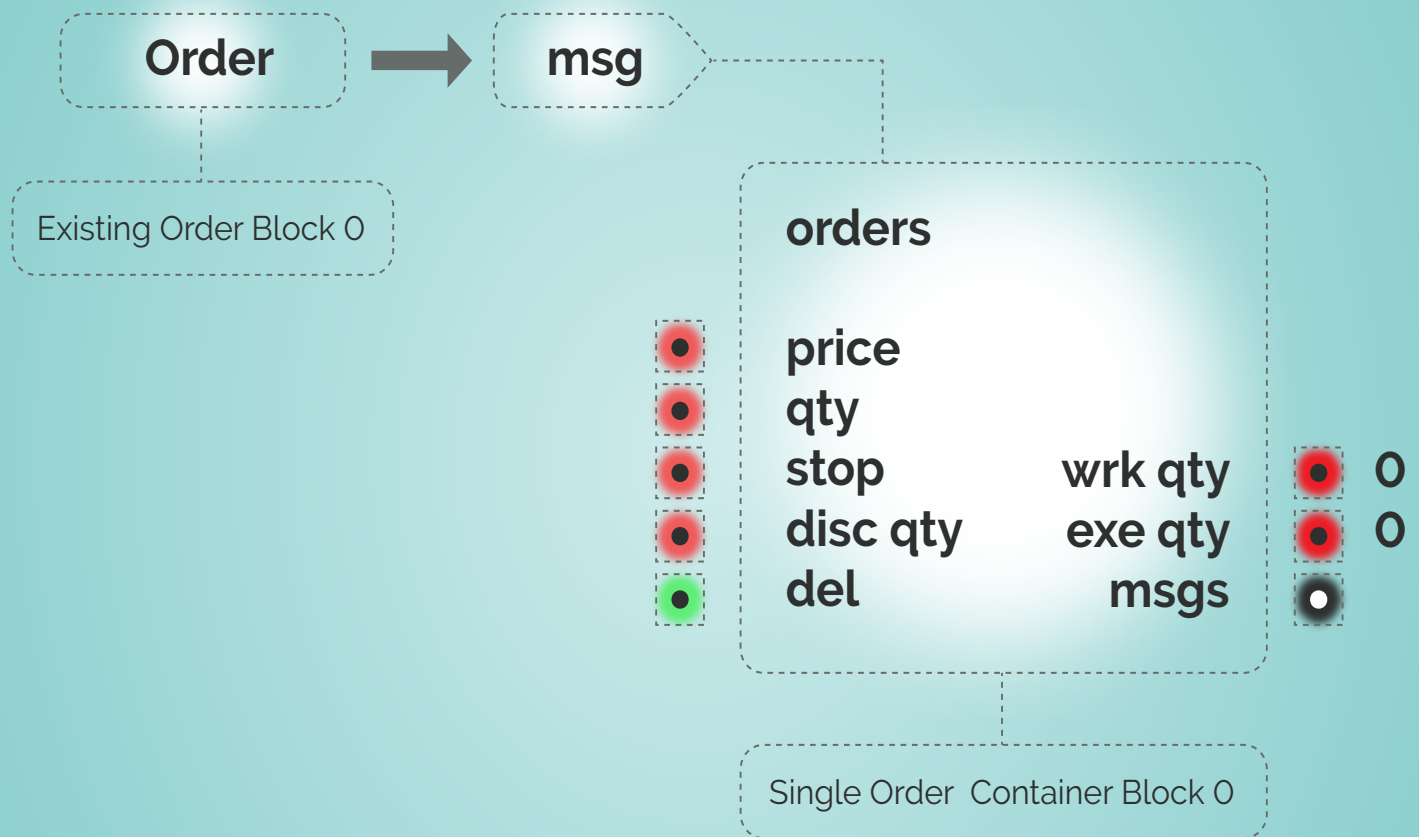 Order
msg
Existing Order Block 0
orders
price
qty
stop
wrk qty
0
disc qty
exe qty
0
del
msgs
Single Order Container Block 0